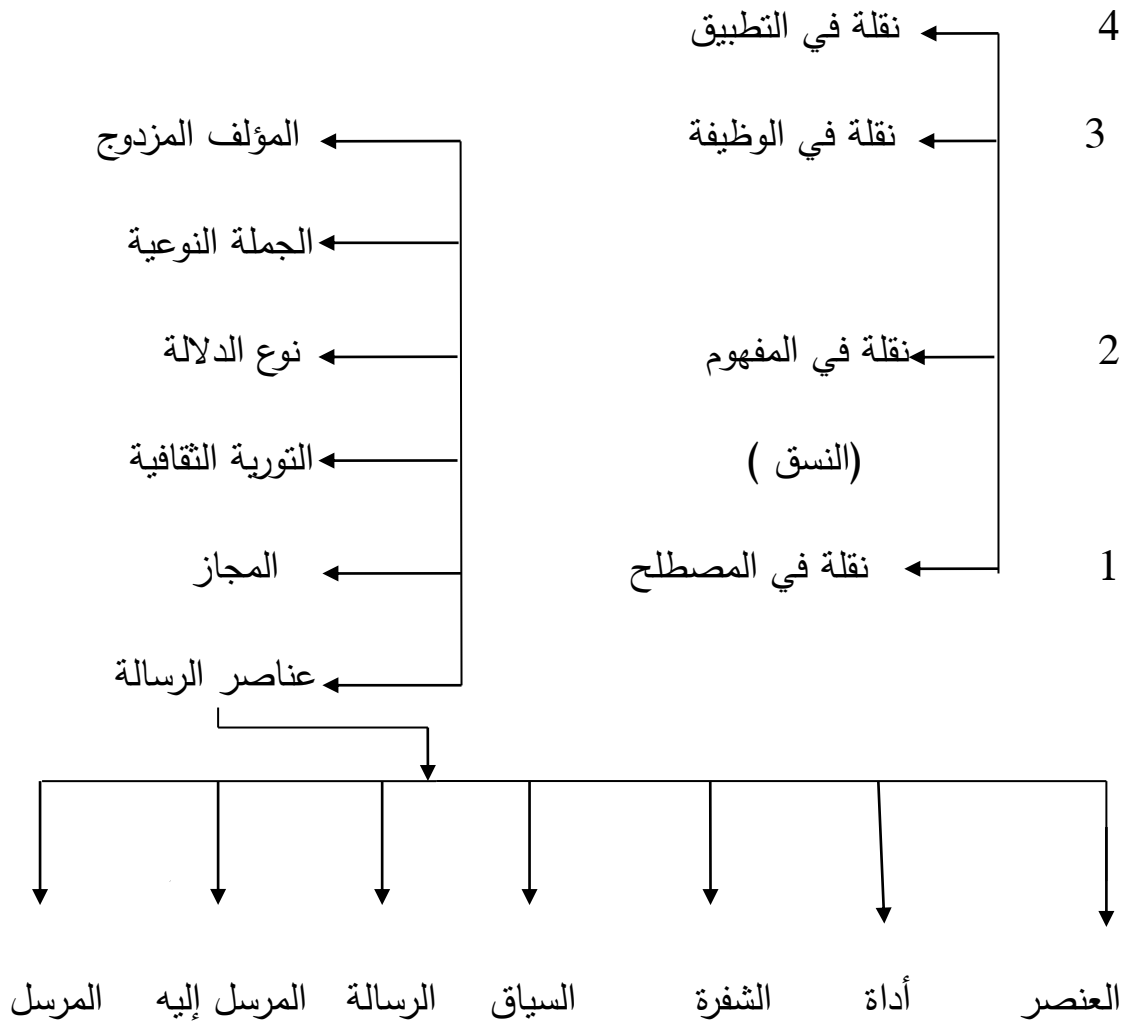 4 نقلة في التطبيق
3 نقلة في الوظيفة المؤلف المزدوج
الجملة النوعية
2 نقلة في المفهوم نوع الدلالة
(النسق ) التورية الثقافية
1 نقلة في المصطلح المجاز
عناصر الرسالة
العنصر أداة الشفرة السياق الرسالة المرسل إليه المرسل